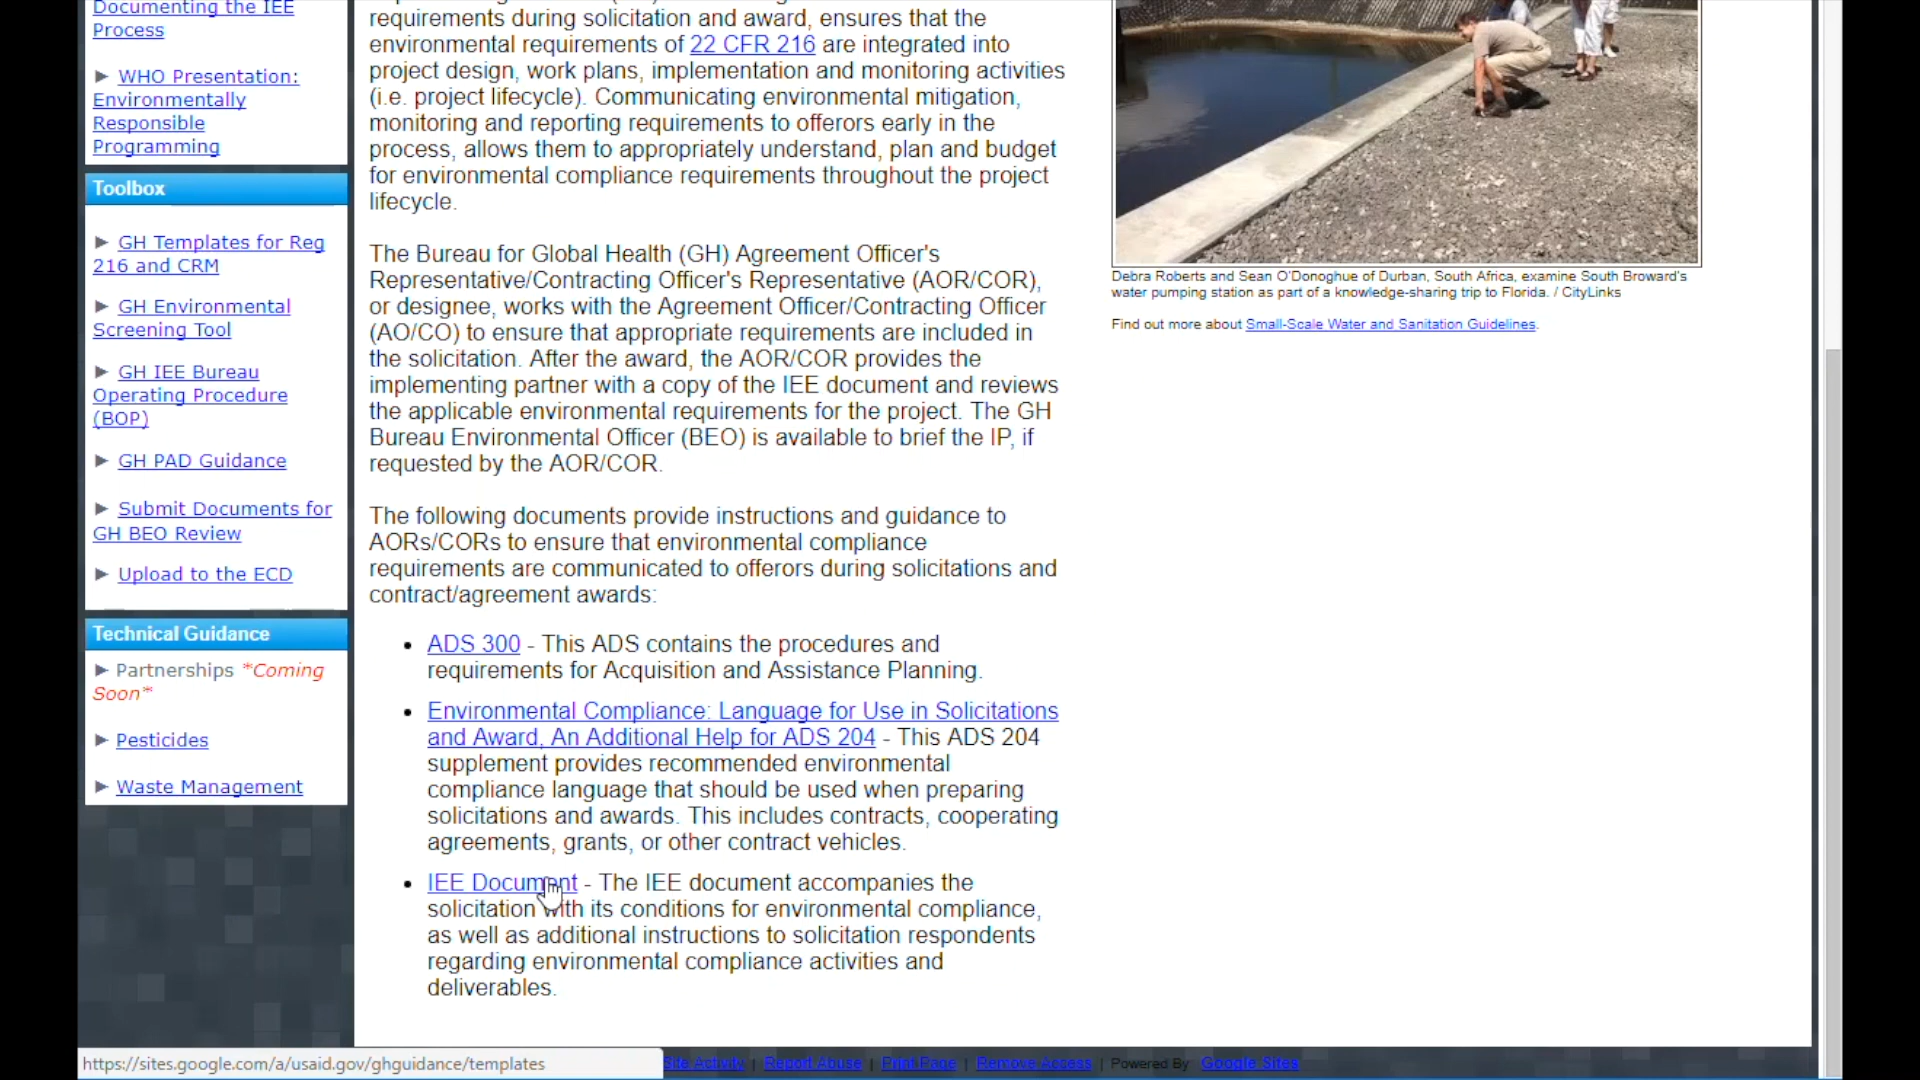 Documenting the IEE
Process
► WHO Presentation:
Environmentally
Responsible
Programming
Toolbox
► GH Templates for Reg
216 and CRM
► GH Environmental
Screening Tool
► GH IEE Bureau
Operating Procedure
(BOP)
► GH PAD Guidance
► Submit Documents for
GH BEO Review
► Upload to the ECD
Technical Guidance
► Partnerships *Coming
Soon*
► Pesticides
► Waste Management
requirements during solicitation and award, ensures that the
environmental requirements of 22 CFR 216 are integrated into
project design, work plans, implementation and monitoring activities
(i.e. project lifecycle). Communicating environmental mitigation,
monitoring and reporting requirements to offerors early in the
process, allows them to appropriately understand, plan and budget
for environmental compliance requirements throughout the project
lifecycle.
The Bureau for Global Health (GH) Agreement Officer's
Representative/Contracting Officer's Representative (AOR/COR),
or designee, works with the Agreement Officer/Contracting Officer
(AO/CO) to ensure that appropriate requirements are included in
the solicitation. After the award, the AOR/COR provides the
implementing partner with a copy of the IEE document and reviews
the applicable environmental requirements for the project. The GH
Bureau Environmental Officer (BEO) is available to brief the IP, if
requested by the AOR/COR.
The following documents provide instructions and guidance to
AORs/CORs to ensure that environmental compliance
requirements are communicated to offerors during solicitations and
contract/agreement awards:
• ADS 300 - This ADS contains the procedures and
requirements for Acquisition and Assistance Planning.
• Environmental Compliance: Language for Use in Solicitations
and Award, An Additional Help for ADS 204 - This ADS 204
supplement provides recommended environmental
compliance language that should be used when preparing
solicitations and awards. This includes contracts, cooperating
agreements, grants, or other contract vehicles.
• IEE Document - The IEE document accompanies the
solicitation with its conditions for environmental compliance,
as well as additional instructions to solicitation respondents
regarding environmental compliance activities and
deliverables.
Debra Roberts and Sean O'Donoghue of Durban, South Africa, examine South Broward's
water pumping station as part of a knowledge-sharing trip to Florida. / CityLinks
Find out more about Small-Scale Water and Sanitation Guidelines.
https://sites.google.com/a/usaid.gov/ghguidance/templates
Site Activity | Report Abuse | Print Page | Remove Access | Powered By Google Sites